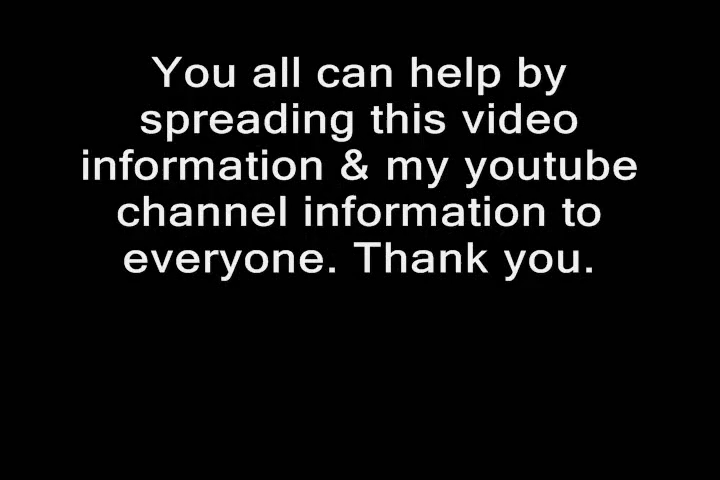 You all can help by
spreading this video
information & my youtube
channel information to
everyone. Thank you.